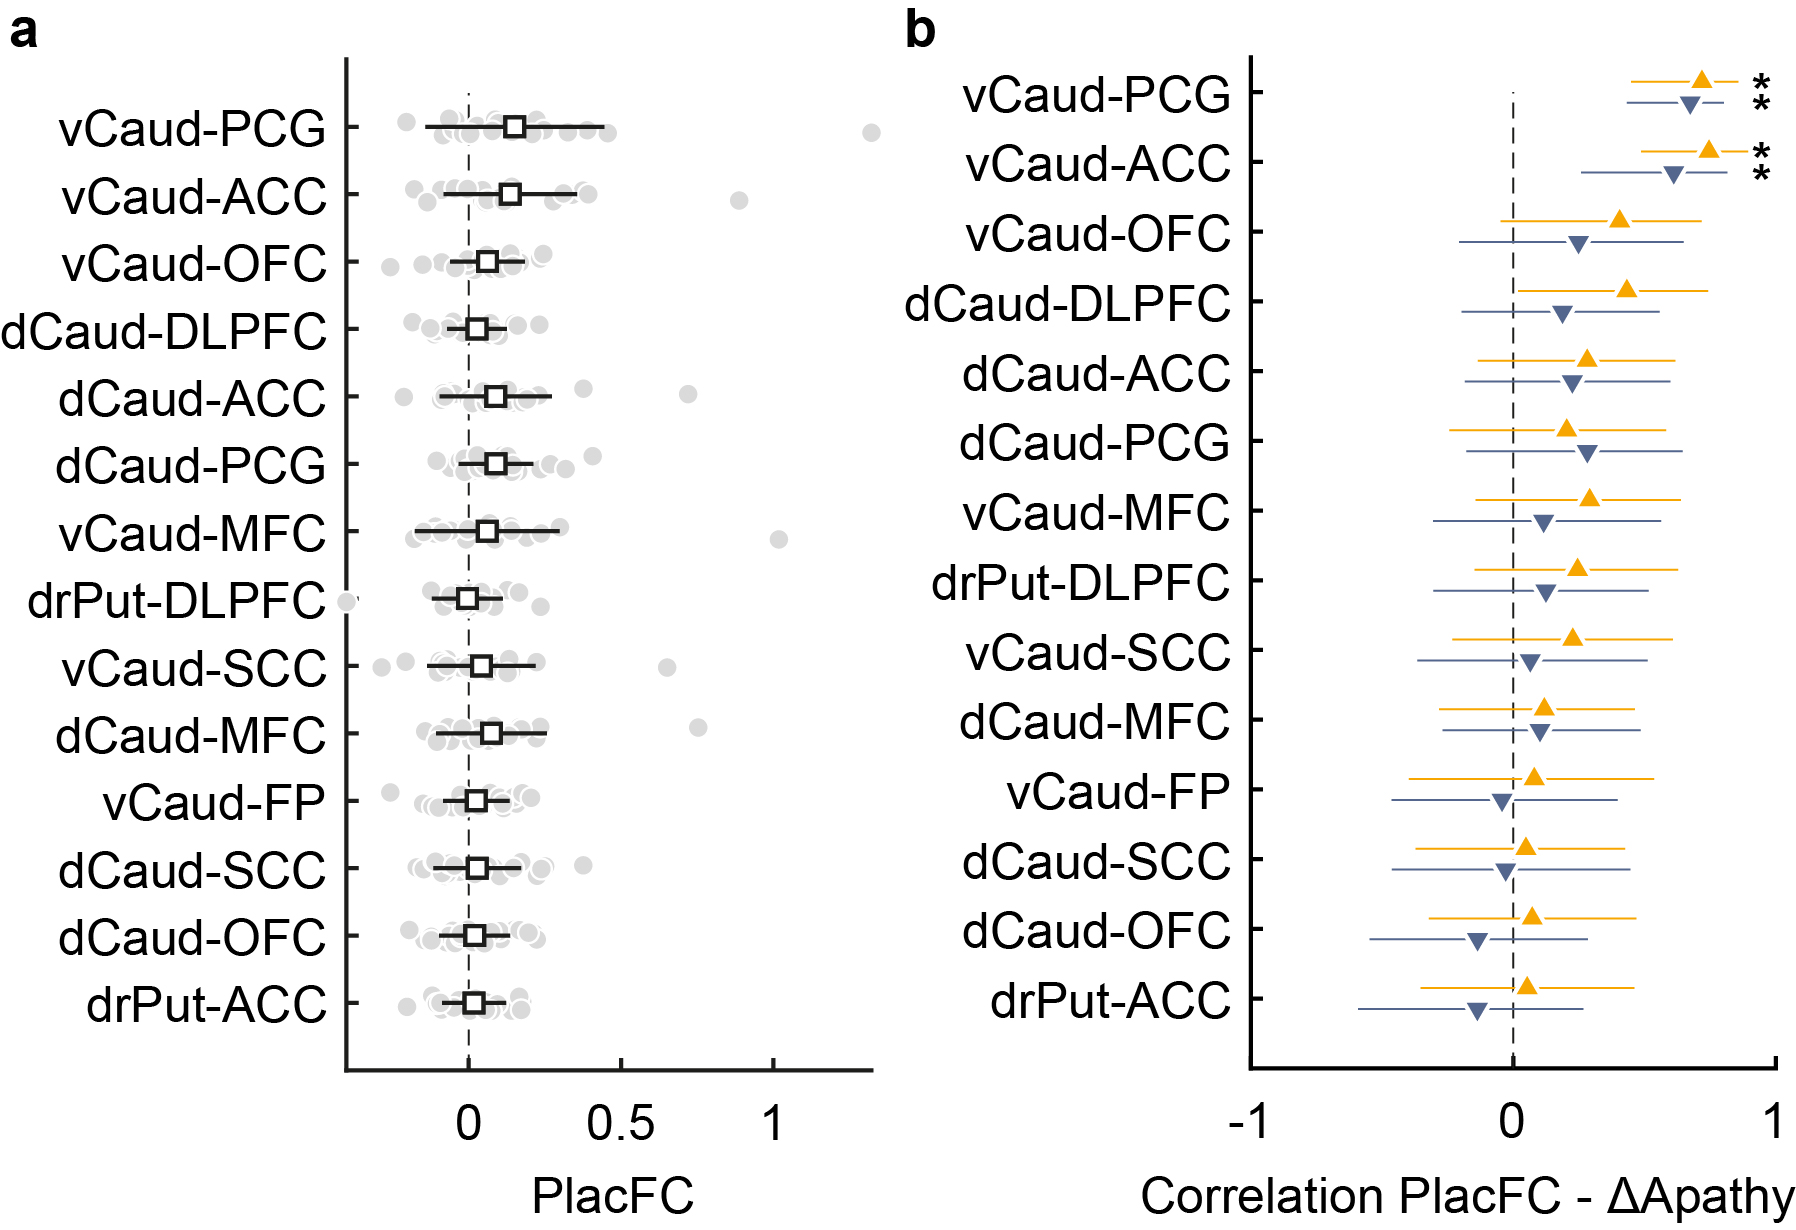 a
vCaud-PCG
vCaud-ACC
vCaud-OFC
dCaud-DLPFC
dCaud-ACC
dCaud-PCG
vCaud-MFC
drPut-DLPFC
vCaud-SCC
dCaud-MFC
vCaud-FP
dCaud-SCC
dCaud-OFC
drPut-ACC
0 0.5 1
PlacFC
b
vCaud-PCG *
*
vCaud-ACC *
*
vCaud-OFC
dCaud-DLPFC
dCaud-ACC
dCaud-PCG
vCaud-MFC
drPut-DLPFC
vCaud-SCC
dCaud-MFC
vCaud-FP
dCaud-SCC
dCaud-OFC
drPut-ACC
-1 0 1
Correlation PlacFC - ΔApathy